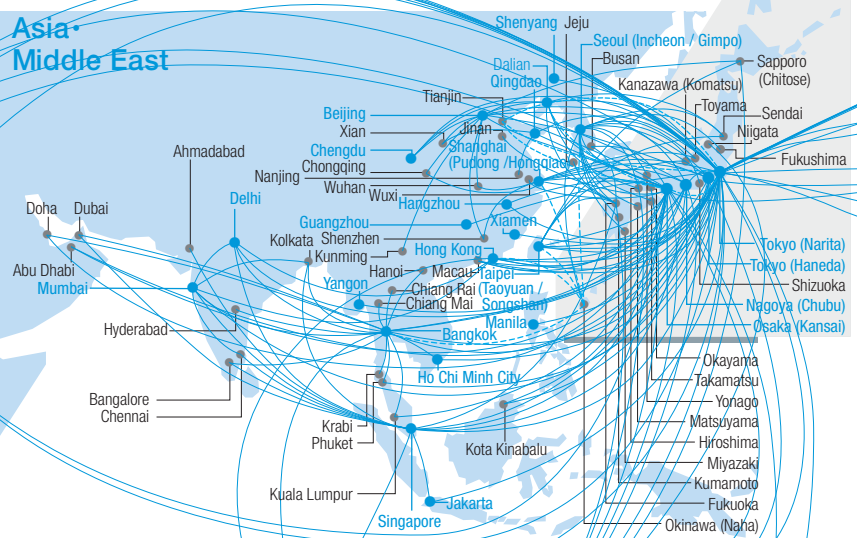 Asia・
Middle East
Shenyang
Jeju
Seoul (Incheon / Gimpo)
Dalian
Busan
Sapporo
(Chitose)
Qingdao
Kanazawa (Komatsu)
Tianjin
Toyama
Beijing
Sendai
Xian
Jinan
Niigata
Chengdu
Shanghai
(Pudong /Hongqiao)
Fukushima
Ahmadabad
Chongqing
Nanjing
Wuhan
Wuxi
Hangzhou
Delhi
Doha
Dubai
Guangzhou
Xiamen
Kolkata
Shenzhen
Kunming
Hong Kong
Tokyo (Narita)
Abu Dhabi
Hanoi
Macau
Taipei
(Taoyuan /
Songshan)
Tokyo (Haneda)
Mumbai
Yangon
Chiang Rai
Shizuoka
Chiang Mai
Nagoya (Chubu)
Hyderabad
Manila
Osaka (Kansai)
Bangkok
Okayama
Ho Chi Minh City
Takamatsu
Bangalore
Yonago
Chennai
Matsuyama
Krabi
Phuket
Hiroshima
Kota Kinabalu
Miyazaki
Kumamoto
Kuala Lumpur
Jakarta
Fukuoka
Singapore
Okinawa (Naha)